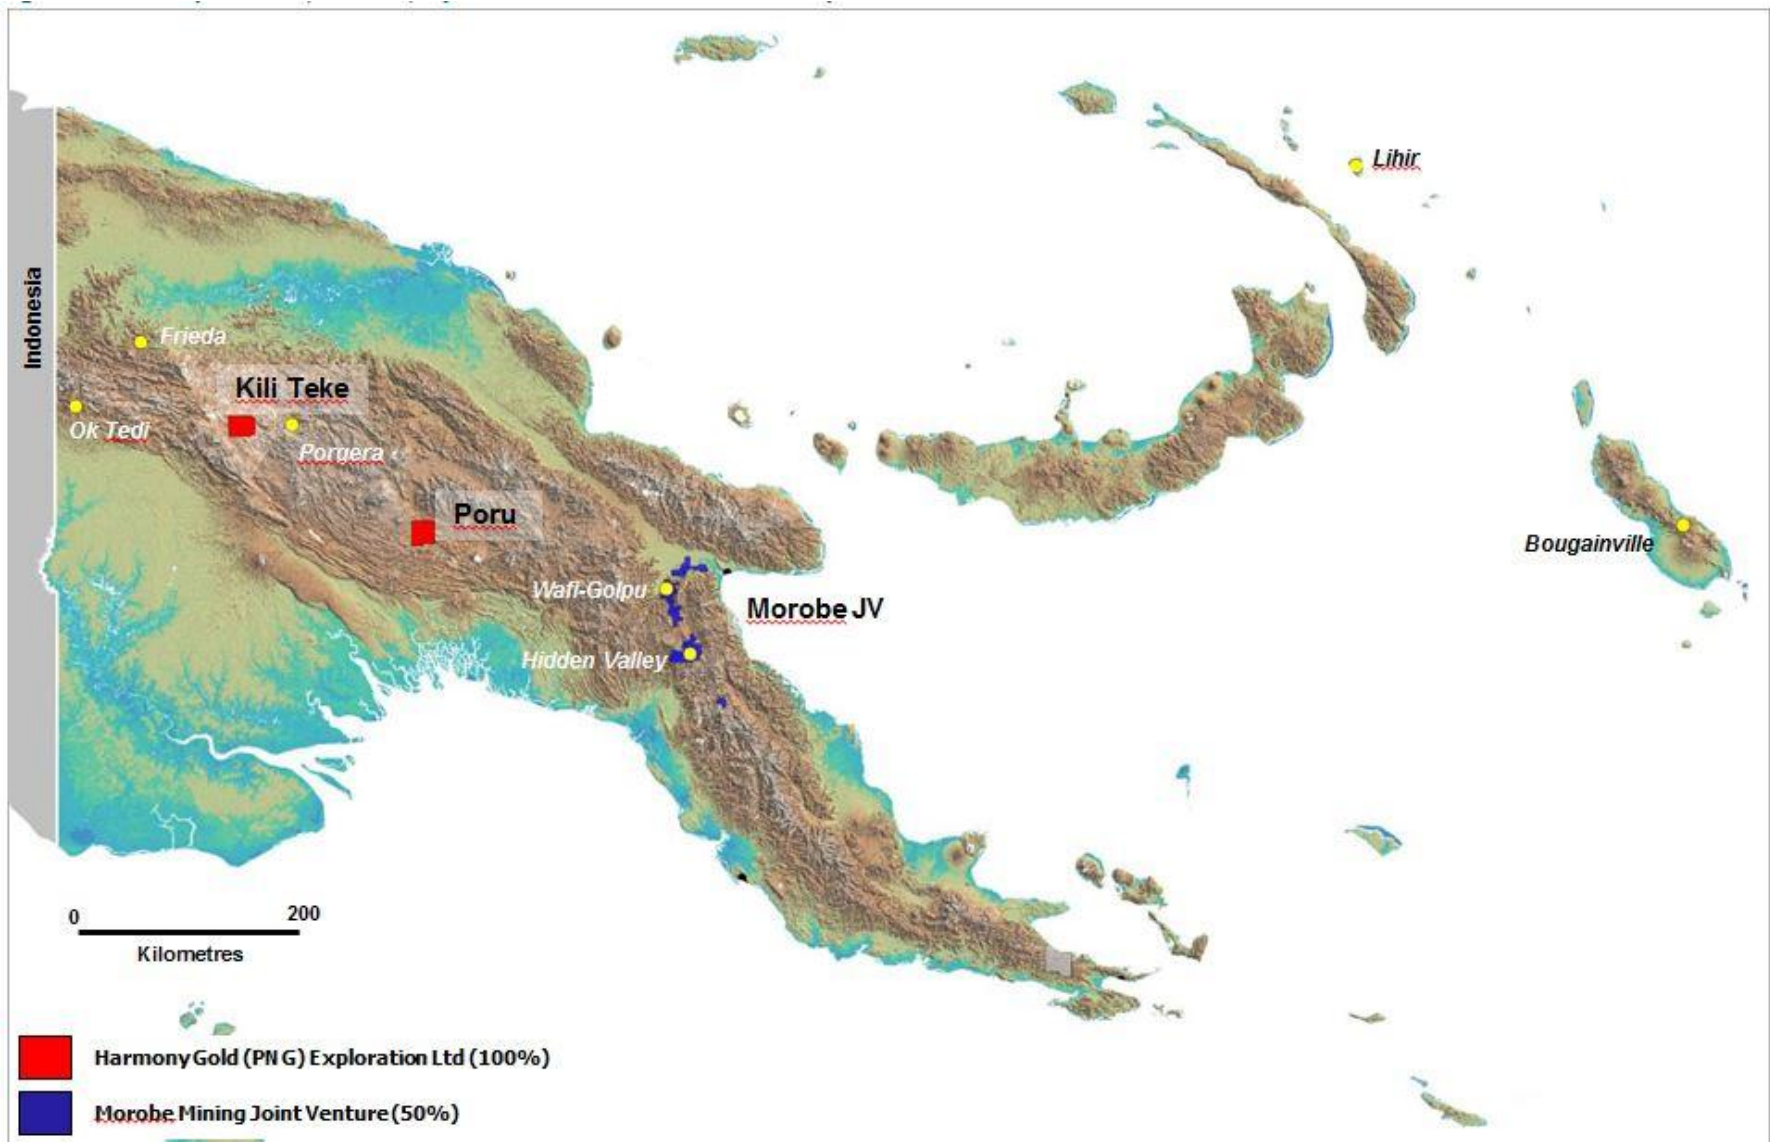 Lihir
Indonesia
Frieda
Kili Teke
Ok Tedi
Porgera
Poru
Bougainville
Wafi-Golpu
Morobe JV
Hidden Valley
0 200
Kilometres
Harmony Gold (PNG) Exploration Ltd (100%)
Morobe Mining Joint Venture (50%)